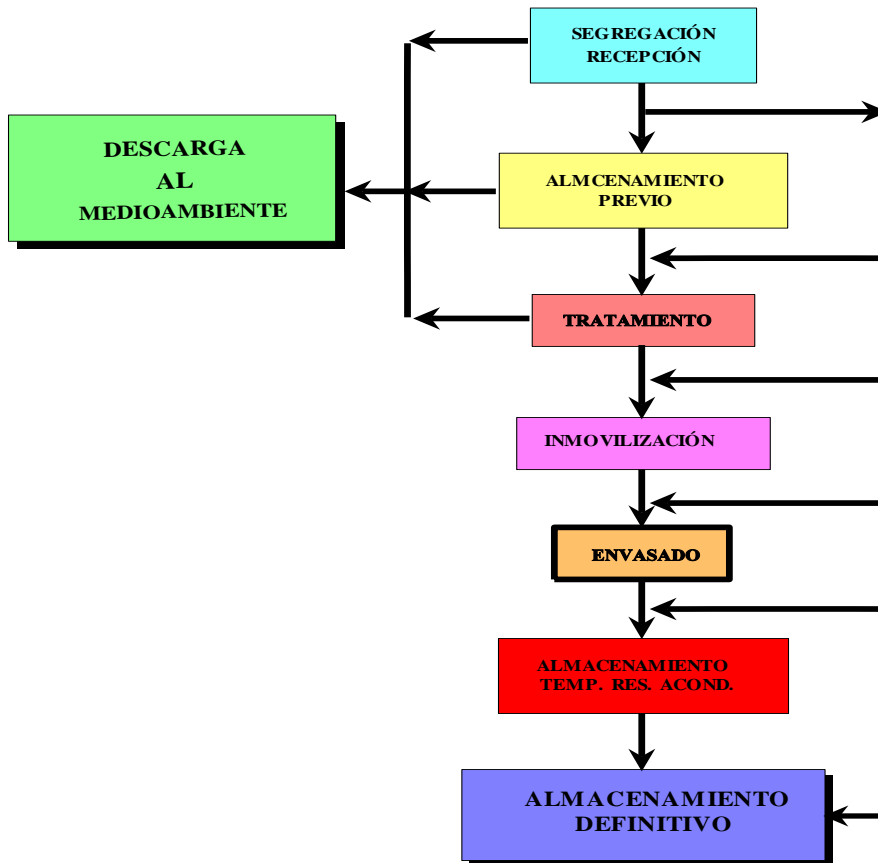 SEGREGACIÓN
RECEPCIÓN
DESCARGA
AL
MEDIOAMBIENTE
ALMCENAMIENTO
PREVIO
TRATAMIENTO
INMOVILIZACIÓN
ENVASADO
ALMACENAMIENTO
TEMP. RES. ACOND.
ALMACENAMIENTO
DEFINITIVO